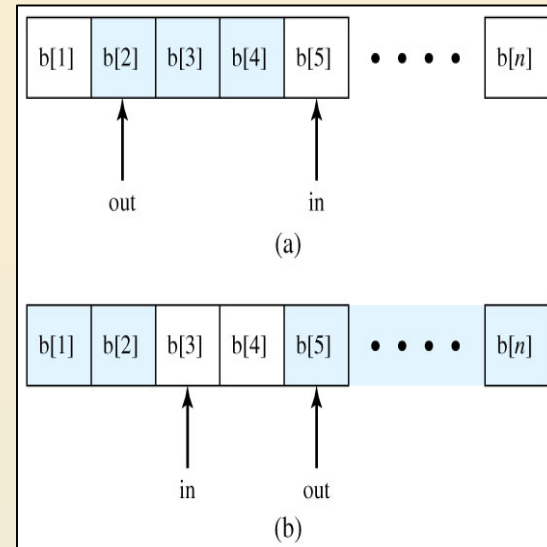 b[1] b[2] b[3] b[4] b[5] • • • • b[n]
out in
(a)
b[1] b[2] b[3] b[4] b[5] • • • • b[n]
in out
(b)